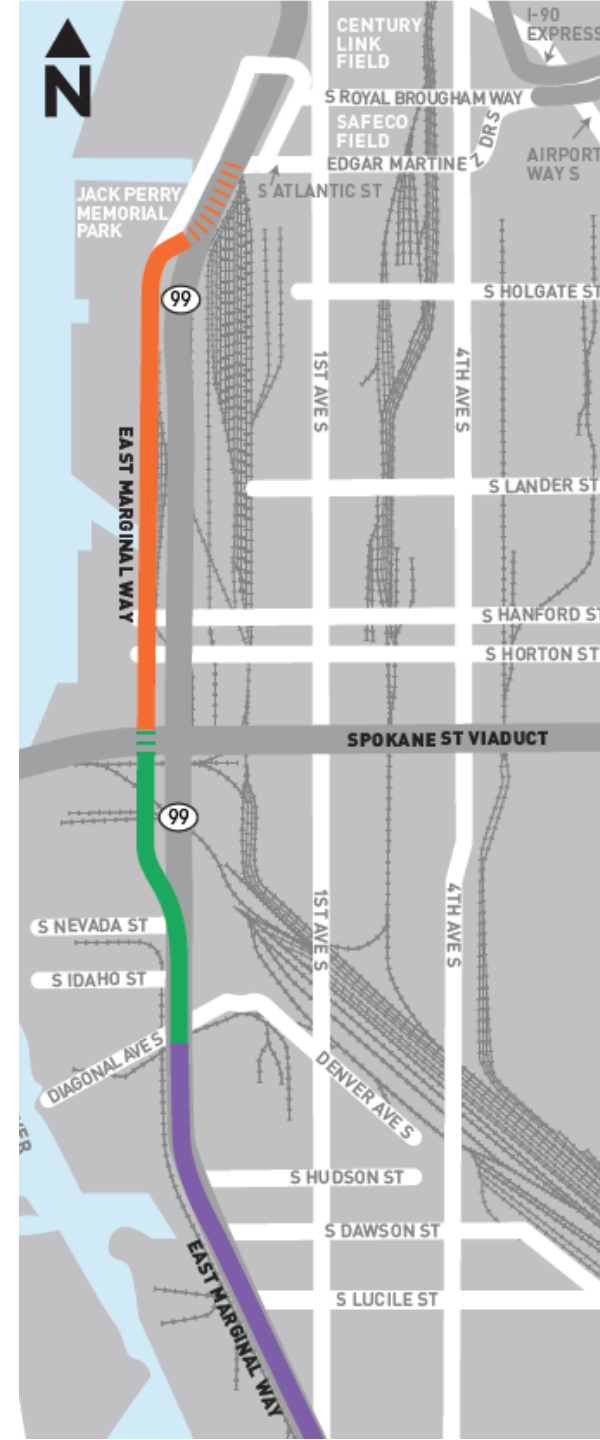 I-90
EXPRESS
CENTURY
LINK
FIELD
N
S ROYAL BROUGHAM WAY
SAFECO
FIELD
EDGAR MARTINEZ DRS
AIRPORT
WAY S
S ATLANTIC ST
JACK PERRY
MEMORIAL
PARK
99
S HOLGATE ST
1ST AVE S
4TH AVE S
EAST MARGINAL WAY
S LANDER ST
S HANFORD ST
S HORTON ST
SPOKANE ST VIADUCT
99
1ST AVE S
4TH AVE S
S NEVADA ST
S IDAHO ST
DIAGONAL AVE S
DENVER AVE S
VER
S HUDSON ST
S DAWSON ST
EAST MARGINAL WAY
S LUCILE ST